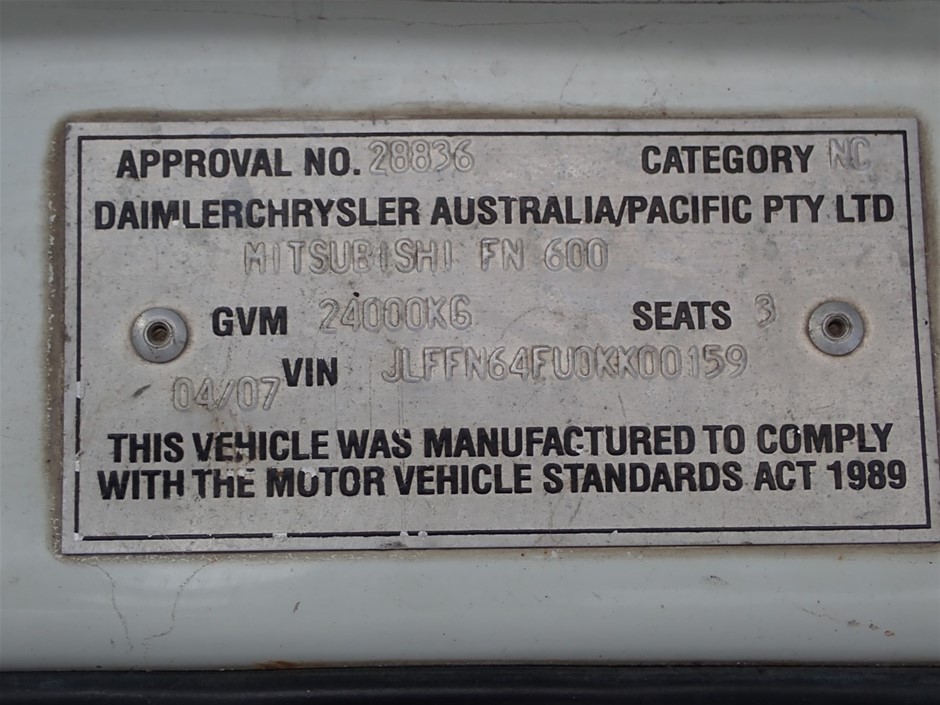 APPROVAL NO. 28836 CATEGORY NC
DAIMLERCHRYSLER AUSTRALIA/PACIFIC PTY LTD
MITSUBISHI FN 600
GVM 24000KG SEATS 3
04/07 VIN JLFFN64FU0KK00159
THIS VEHICLE WAS MANUFACTURED TO COMPLY
WITH THE MOTOR VEHICLE STANDARDS ACT 1989